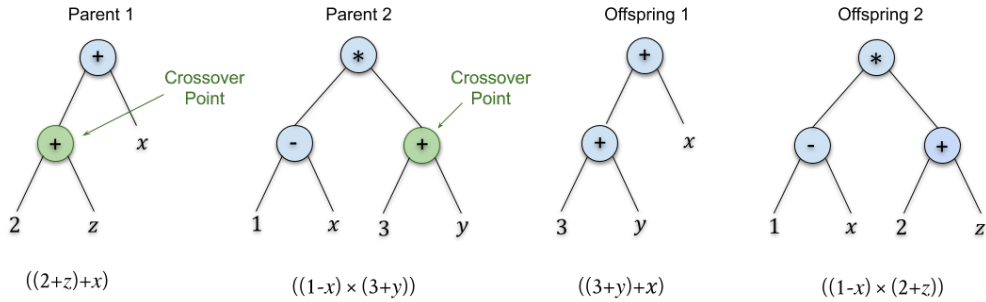 Parent 1
Parent 2
Offspring 1
Offspring 2
+
*
+
*
Crossover
Point
Crossover
Point
+
x
-
+
+
x
-
+
2
z
1
x
3
y
3
y
1
x
2
z
((2+z)+x)
((1-x) × (3+y))
((3+y)+x)
((1-x) × (2+z))